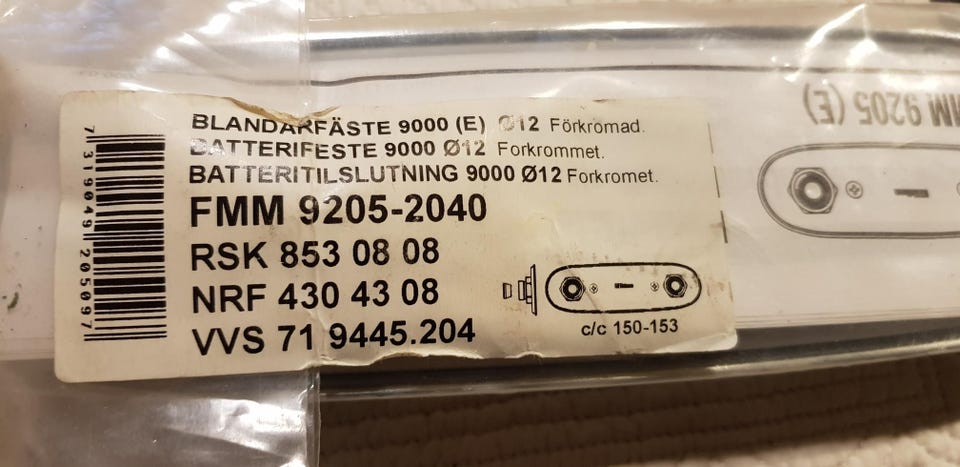 BLANDARFÄSTE 9000 (E) Ø12 Förkromad.
BATTERIFESTE 9000 Ø12 Forkrommet.
BATTERITILSLUTNING 9000 Ø12 Forkromet.
FMM 9205-2040
RSK 853 08 08
NRF 430 43 08
VVS 71 9445.204
c/c 150-153
7 319049 205097
MM 9205 (E)